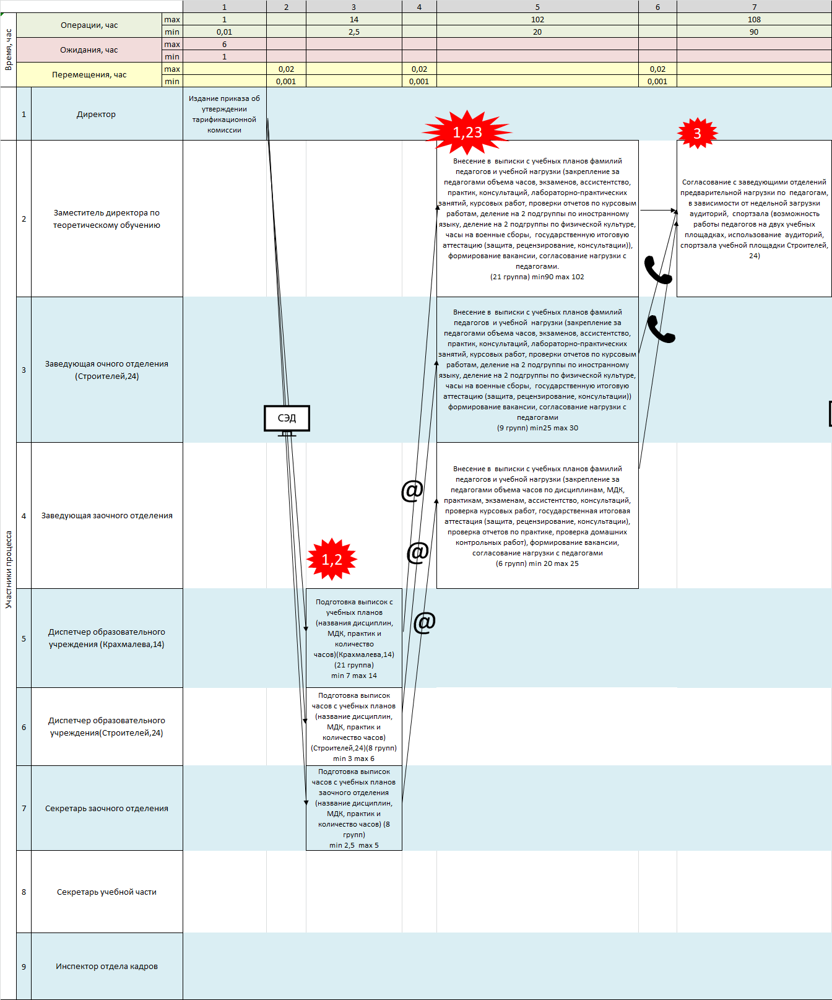 1 2 3 4 5 6 7
Время, час
Операции, час
max 1 14 102 108
min 0,01 2,5 20 90
Ожидания, час
max 6
min 1
Перемещения, час
max 0,02 0,02 0,02
min 0,001 0,001 0,001
Участники процесса
1
Директор
Издание приказа об
утверждении
тарификационной
комиссии
2
Заместитель директора по
теоретическому обучению
1,23
Внесение в выписки с учебных планов фамилий
педагогов и учебной нагрузки (закрепление за
педагогами объема часов, экзаменов, ассистентство,
практик, консультаций, лабораторно-практических
занятий, курсовых работ, проверки отчетов по курсовым
работам, деление на 2 подгруппы по иностранному
языку, деление на 2 подгруппы по физической культуре,
часы на военные сборы, государственную итоговую
аттестацию (защита, рецензирование, консультации)),
формирование вакансии, согласование нагрузки с
педагогами.
(21 группа) min90 max 102
3
Согласование с заведующими отделений
предварительной нагрузки по педагогам,
в зависимости от недельной загрузки
аудиторий, спортзала (возможность
работы педагогов на двух учебных
площадках, использование аудиторий,
спортзала учебной площадки Строителей,
24)
3
Заведующая очного отделения
(Строителей,24)
СЭД
Внесение в выписки с учебных планов фамилий
педагогов и учебной нагрузки (закрепление за
педагогами объема часов, экзаменов, ассистентство,
практик, консультаций, лабораторно-практических
занятий, курсовых работ, проверки отчетов по курсовым
работам, деление на 2 подгруппы по иностранному
языку, деление на 2 подгруппы по физической культуре,
часы на военные сборы, государственную итоговую
аттестацию (защита, рецензирование, консультации))
формирование вакансии, согласование нагрузки с
педагогами
(9 групп) min25 max 30
4
Заведующая заочного отделения
@
@
Внесение в выписки с учебных планов фамилий
педагогов и учебной нагрузки (закрепление за
педагогами объема часов по дисциплинам, МДК,
практикам, экзаменам, ассистентство, консультаций,
проверка курсовых работ, государственная итоговая
аттестация (защита, рецензирование, консультации),
проверка отчетов по практике, проверка домашних
контрольных работ), формирование вакансии,
согласование нагрузки с педагогами
(6 групп) min 20 max 25
1,2
5
Диспетчер образовательного
учреждения (Крахмалева,14)
Подготовка выписок с
учебных планов
(названия дисциплин,
МДК, практик и
количество
часов)(Крахмалева,14)
(21 группа)
min 7 max 14
@
6
Диспетчер образовательного
учреждения(Строителей,24)
Подготовка выписок
часов с учебных планов
(название дисциплин,
МДК, практик и
количество часов)
(Строителей,24)(8 групп)
min 3 max 6
7
Секретарь заочного отделения
Подготовка выписок
часов с учебных планов
заочного отделения
(название дисциплин,
МДК, практик и
количество часов) (8
групп)
min 2,5 max 5
8
Секретарь учебной части
9
Инспектор отдела кадров